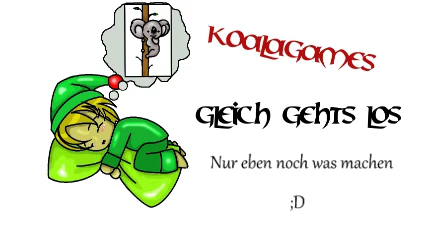 KOALAGAMES
GLEICH GEHTS LOS
Nur eben noch was machen
;D